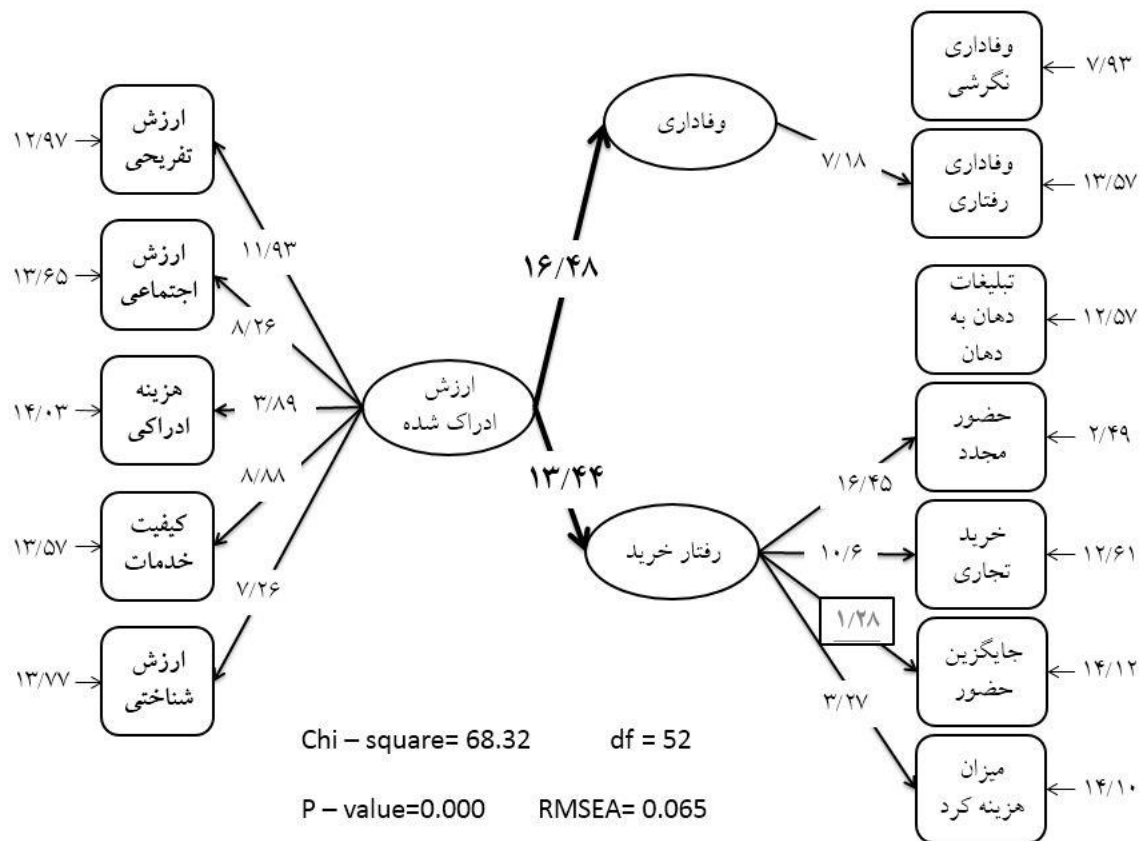 وفاداری
نگرشی
۷/۹۳
ارزش
تفریحی
۱۲/۹۷
وفاداری
۷/۱۸
وفاداری
رفتاری
۱۳/۵۷
ارزش
اجتماعی
۱۳/۶۵
۱۱/۹۳
۸/۲۶
۱۶/۴۸
تبلیغات
دهان به
دهان
۱۲/۵۷
هزینه
ادراکی
۱۴/۰۳
۳/۸۹
ارزش
ادراک شده
حضور
مجدد
۲/۴۹
۸/۸۸
۱۳/۴۴
۱۶/۴۵
کیفیت
خدمات
۱۳/۵۷
رفتار خرید
۱۰/۶
خرید
تجاری
۱۲/۶۱
۷/۲۶
۱/۲۸
ارزش
شناختی
۱۳/۷۷
جایگزین
حضور
۱۴/۱۲
۳/۲۷
میزان
هزینه کرد
۱۴/۱۰
Chi – square= 68.32 df = 52
P – value=0.000 RMSEA= 0.065